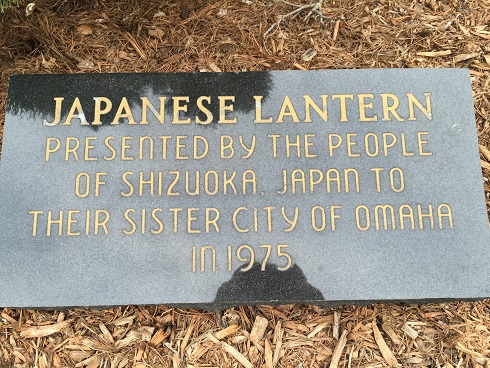 JAPANESE LANTERN
PRESENTED BY THE PEOPLE
OF SHIZUOKA, JAPAN TO
THEIR SISTER CITY OF OMAHA
IN 1975